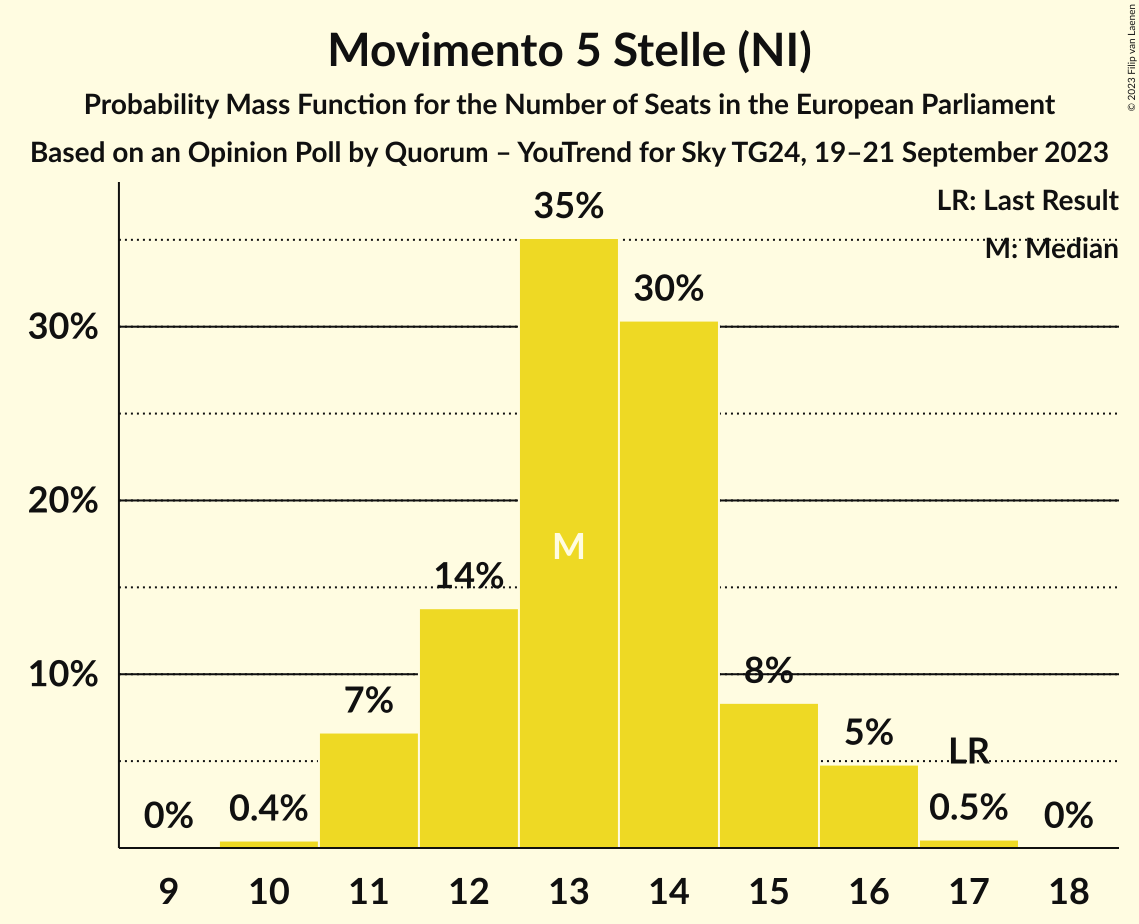 Movimento 5 Stelle (NI)
Probability Mass Function for the Number of Seats in the European Parliament
Based on an Opinion Poll by Quorum – YouTrend for Sky TG24, 19–21 September 2023
© 2023 Filip van Laenen
LR: Last Result
M: Median
35%
30%
30%
20%
M
14%
10%
8%
7%
5%
LR
0%
0.4%
0.5%
0%
9 10 11 12 13 14 15 16 17 18